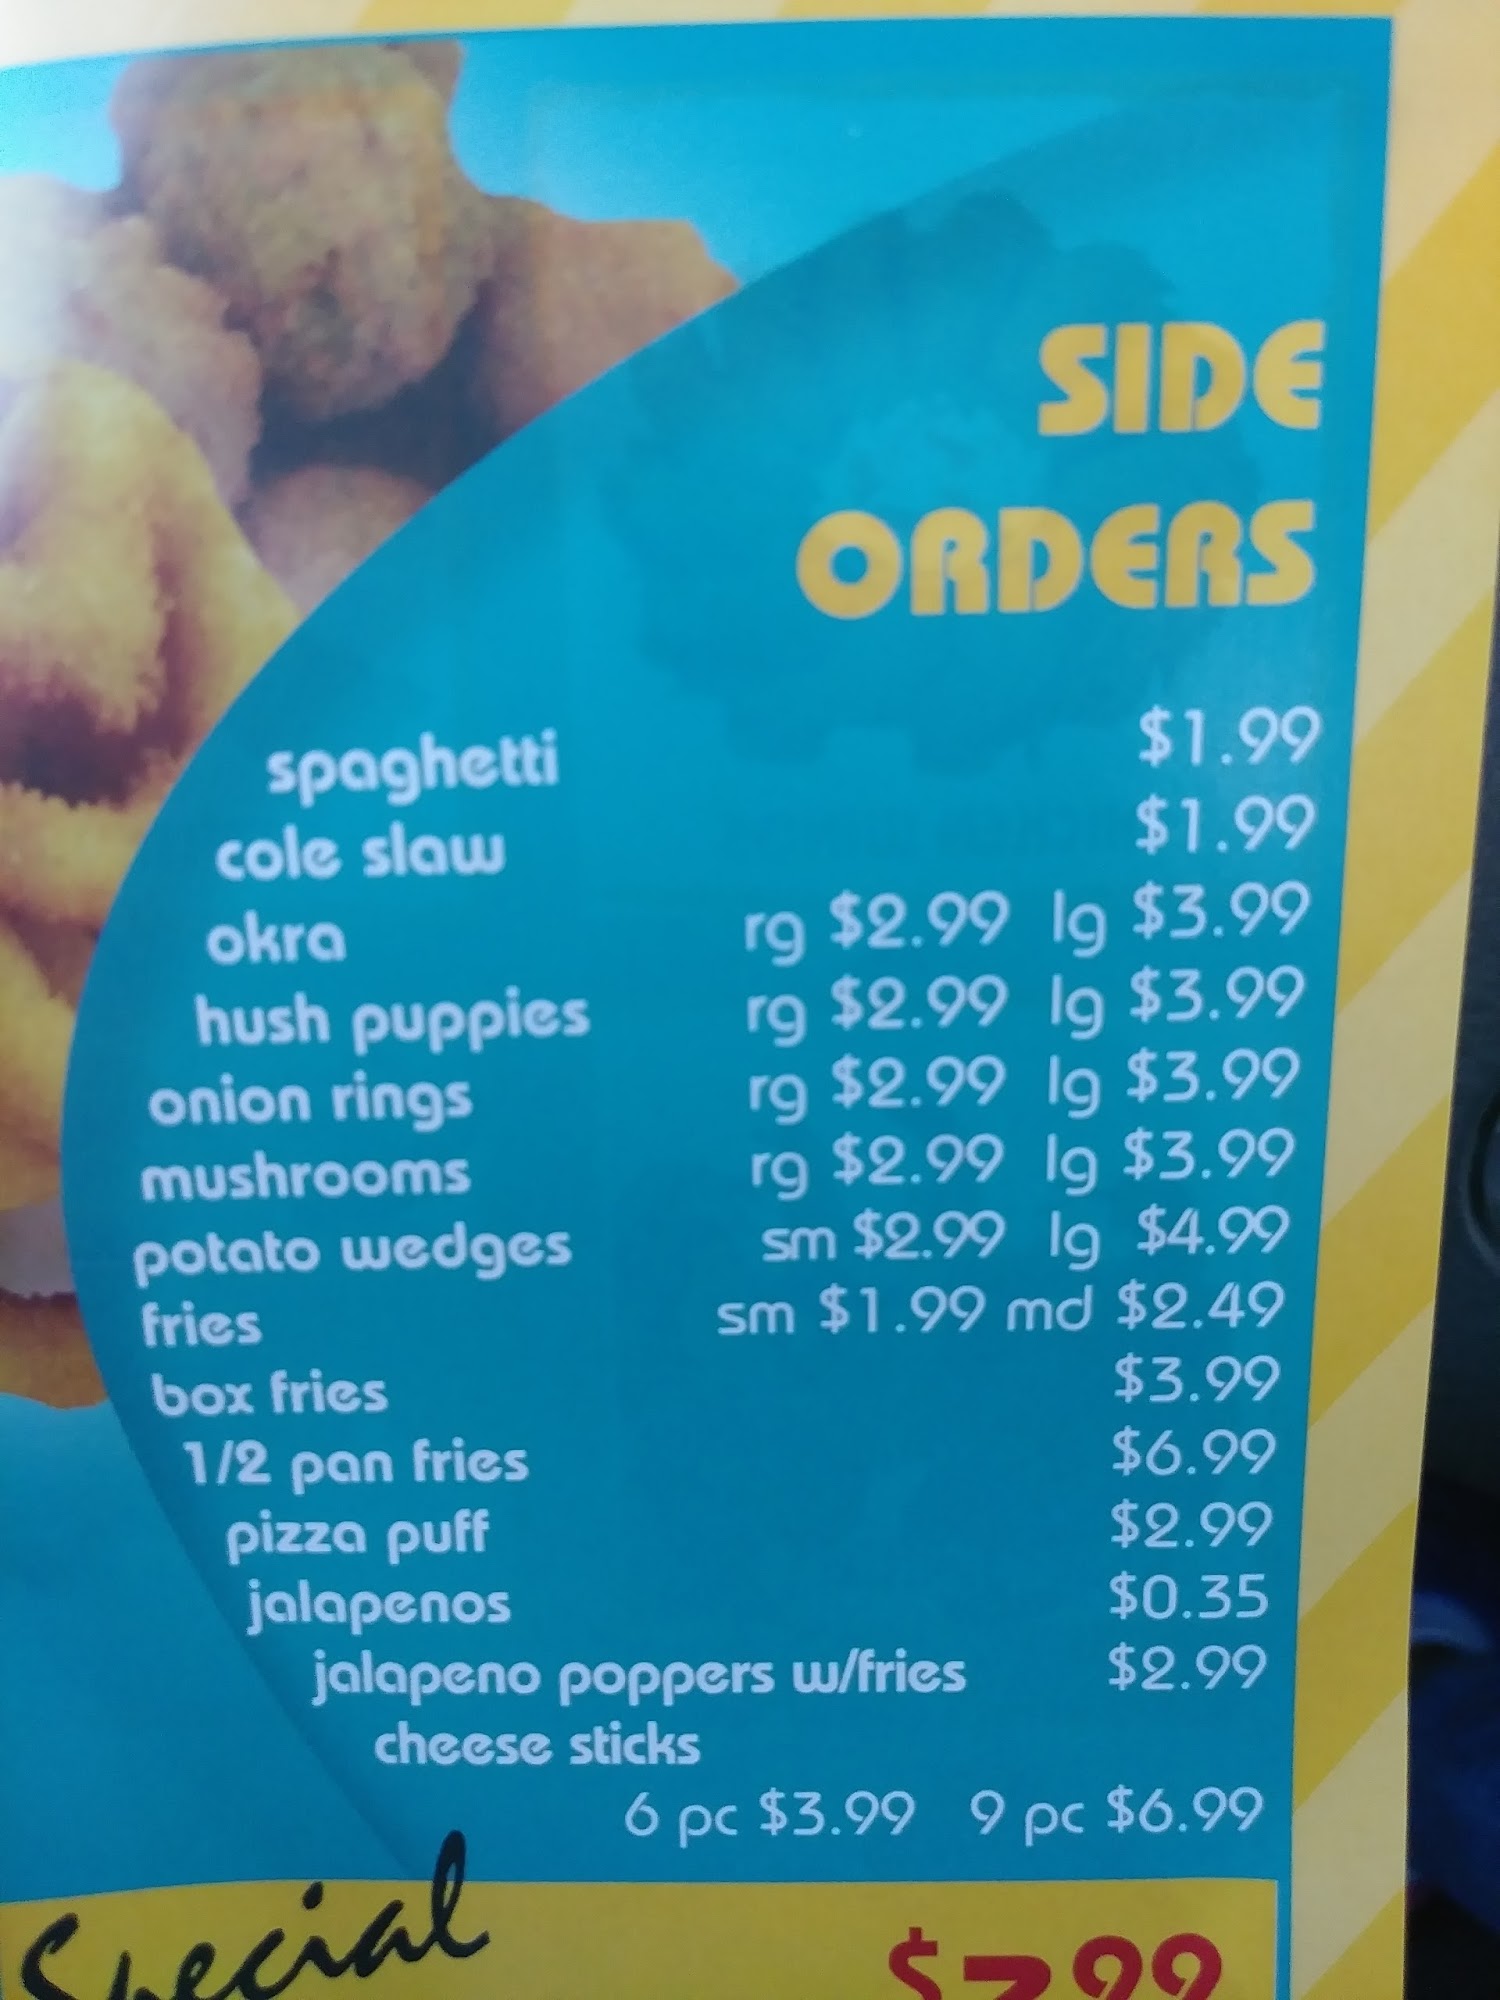 SIDE
ORDERS
spaghetti $1.99
cole slaw $1.99
okra rg $2.99 lg $3.99
hush puppies rg $2.99 lg $3.99
onion rings rg $2.99 lg $3.99
mushrooms rg $2.99 lg $3.99
potato wedges sm $2.99 lg $4.99
fries sm $1.99 md $2.49
box fries $3.99
1/2 pan fries $6.99
pizza puff $2.99
jalapenos $0.35
jalapeno poppers w/fries $2.99
cheese sticks
6 pc $3.99 9 pc $6.99
Special